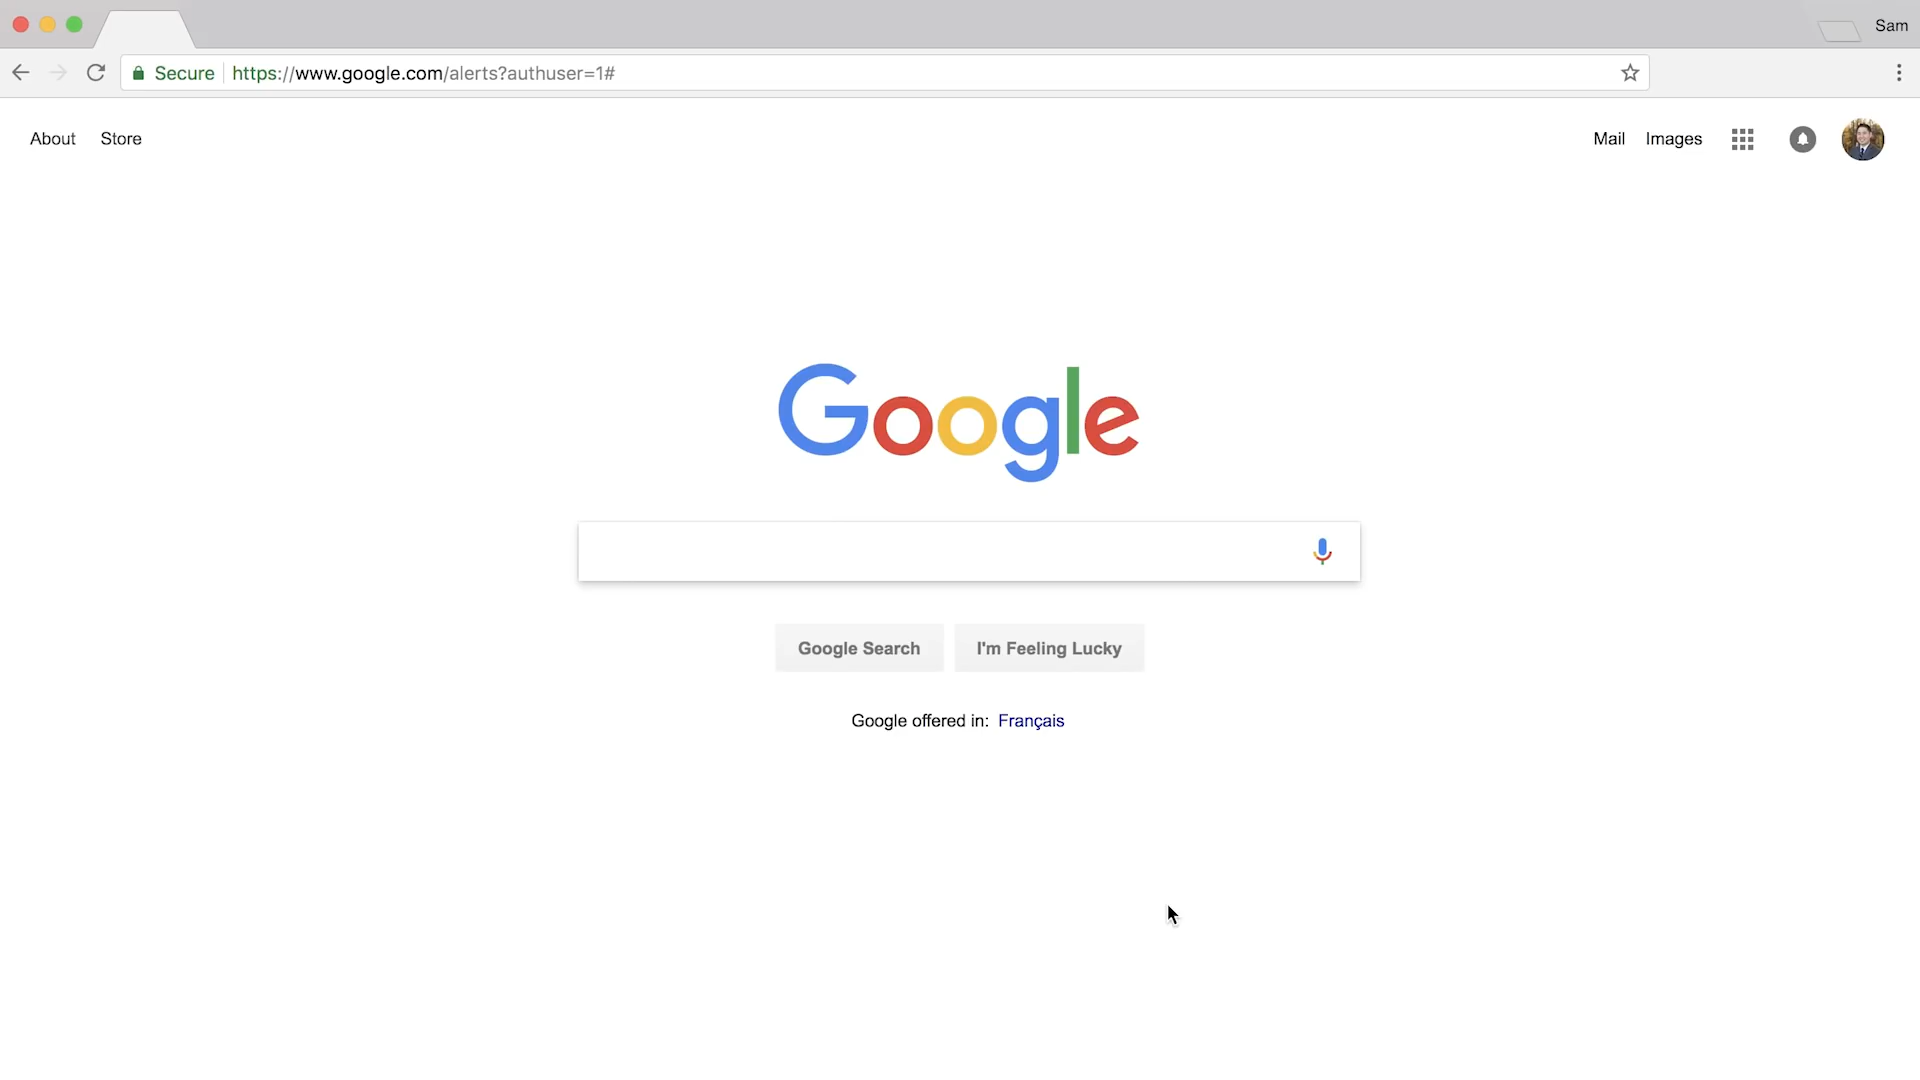 Sam
Secure https://www.google.com/alerts?authuser=1#
About Store Mail Images
Google
Google Search I'm Feeling Lucky
Google offered in: Français